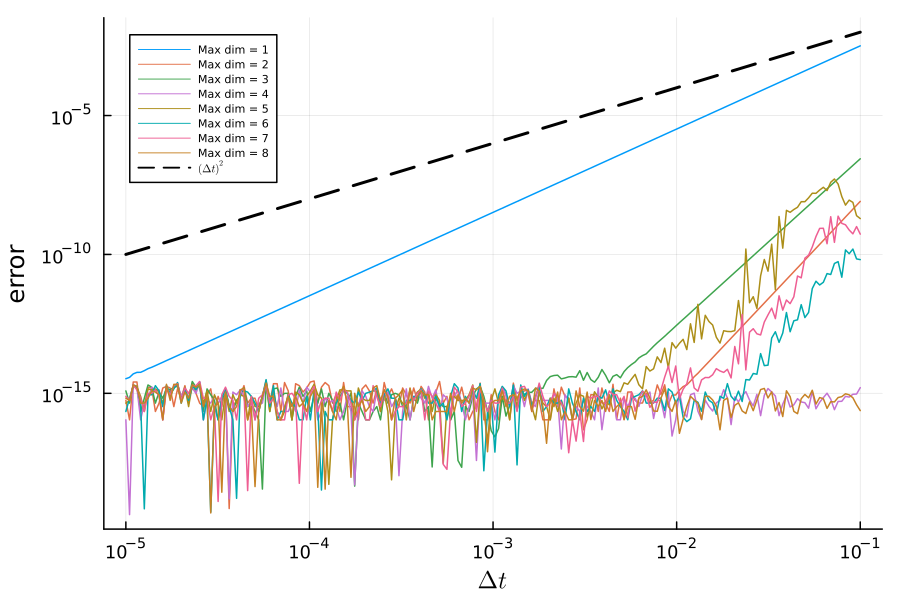 Max dim = 1
Max dim = 2
Max dim = 3
Max dim = 4
Max dim = 5
Max dim = 6
Max dim = 7
Max dim = 8
(Δt)²
10⁻⁵
10⁻¹⁰
10⁻¹⁵
error
10⁻⁵ 10⁻⁴ 10⁻³ 10⁻² 10⁻¹
Δt